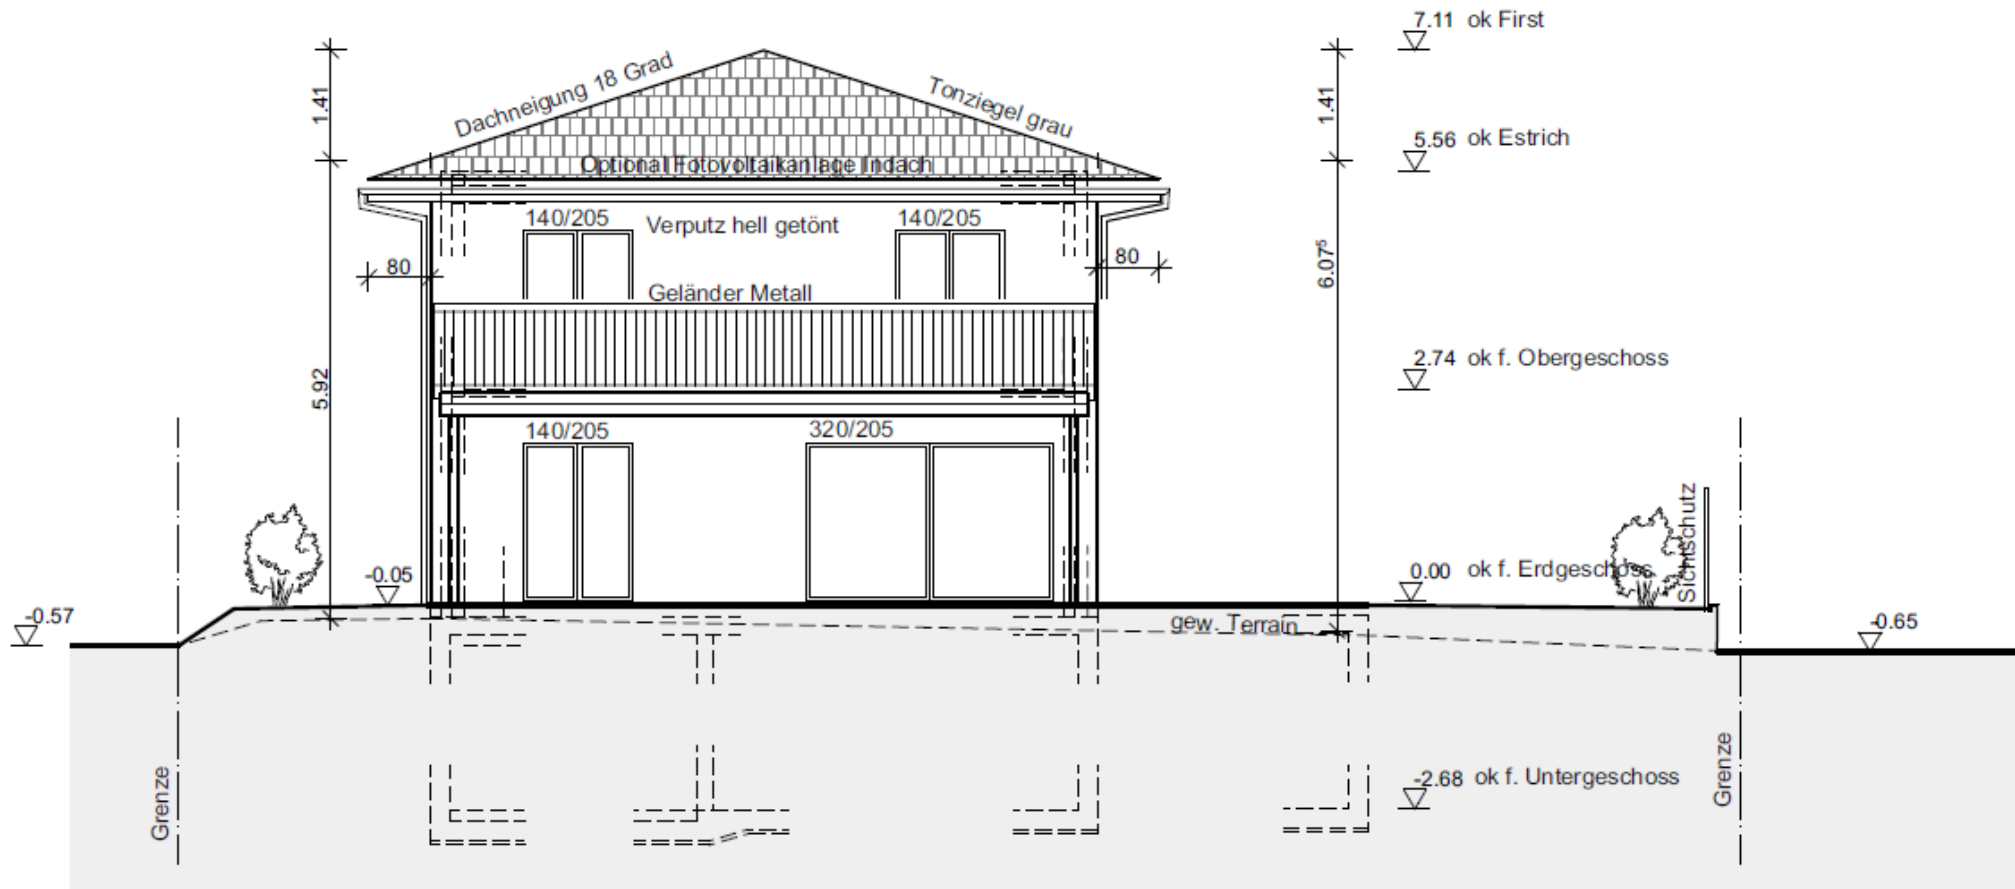 7.11 ok First
Dachneigung 18 Grad
Tonziegel grau
1.41
1.41
5.56 ok Estrich
Optional Fotovoltaikanlage Indach
140/205
Verputz hell getönt
140/205
80
80
6.07⁵
Geländer Metall
2.74 ok f. Obergeschoss
5.92
140/205
320/205
Sichtschutz
-0.05
0.00 ok f. Erdgeschoss
-0.57
gew. Terrain
-0.65
Grenze
Grenze
-2.68 ok f. Untergeschoss